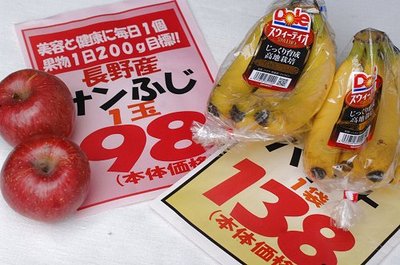 美容と健康に毎日1個
果物1日200g目標!!
長野産
サンふじ
1玉
98
(本体価格
Dole
スウィーティオ
じっくり育成
高地栽培
Dole
スウィーティオ
じっくり育成
高地栽培
1袋
138
(本体価格